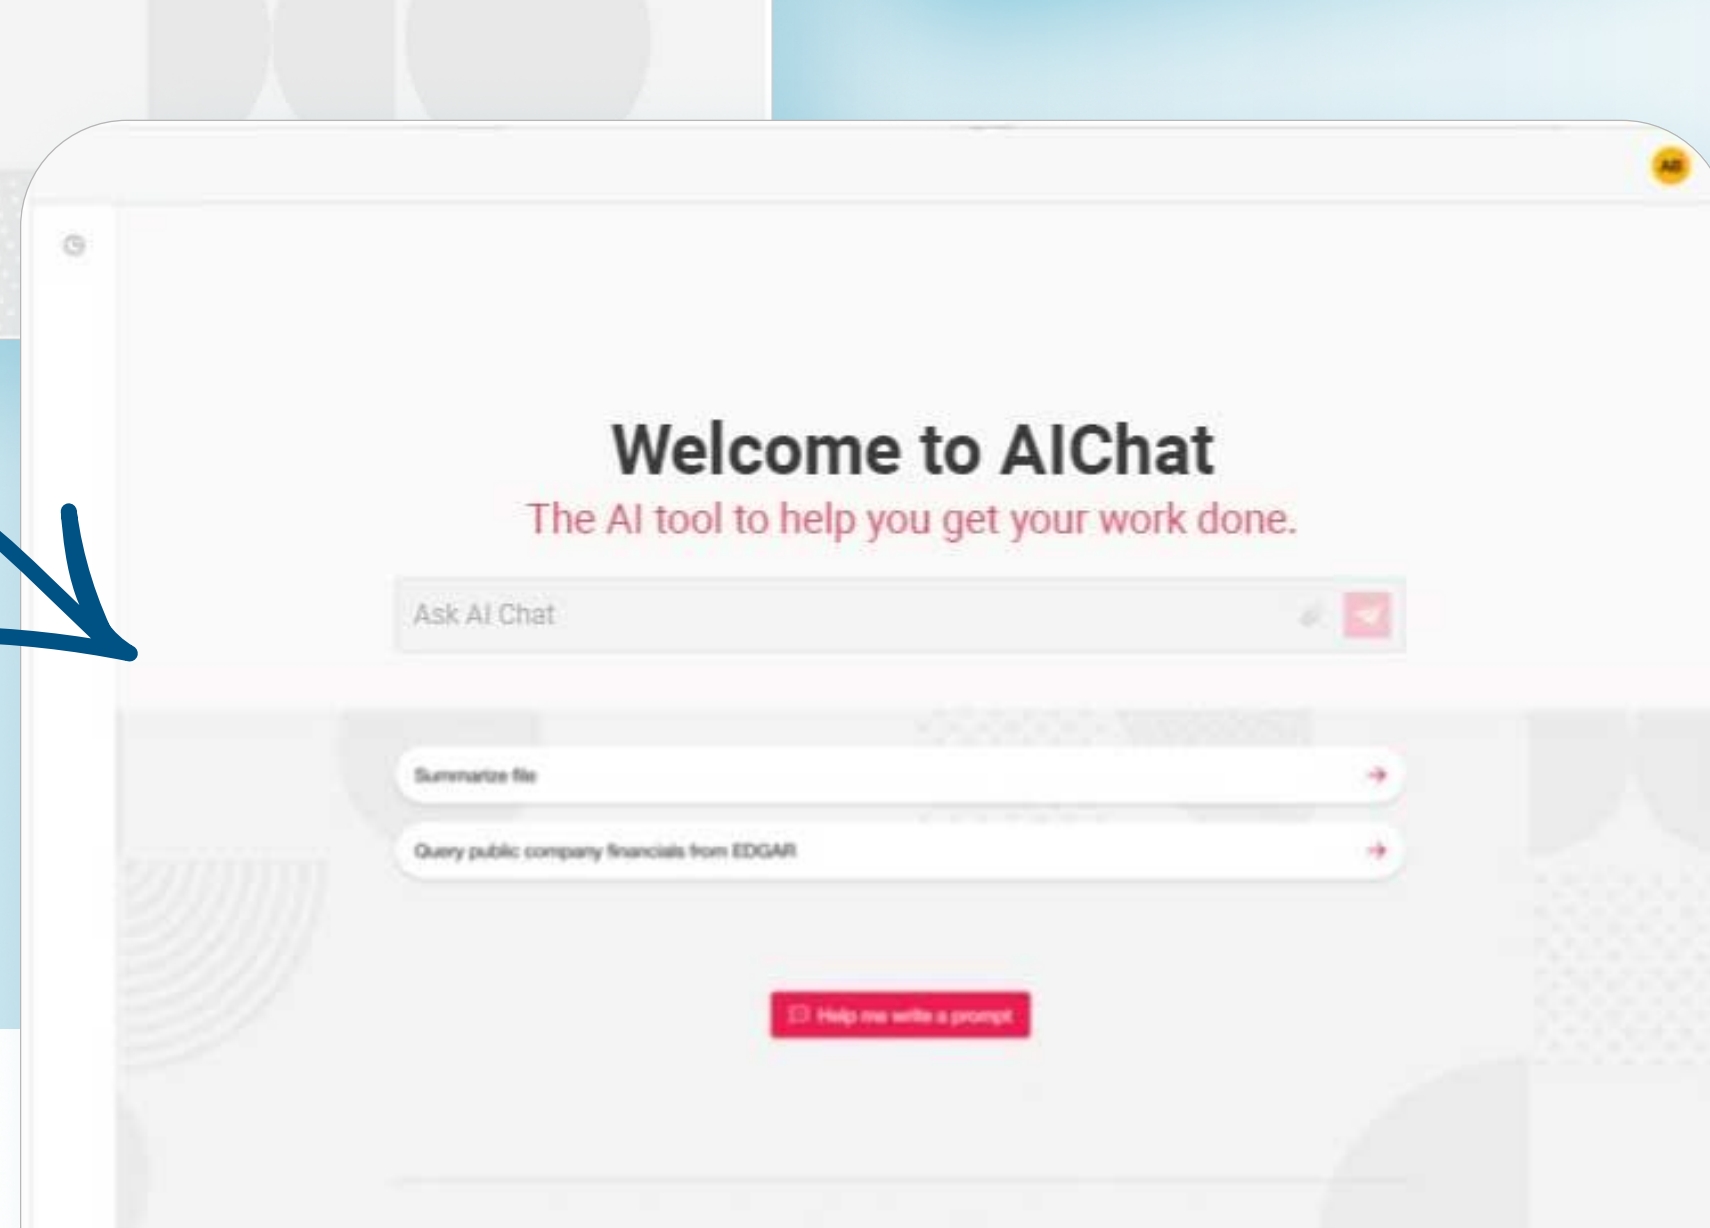 AB
Welcome to AIChat
The AI tool to help you get your work done.
Ask AI Chat
Summarize file
Query public company financials from EDGAR
Help me write a prompt